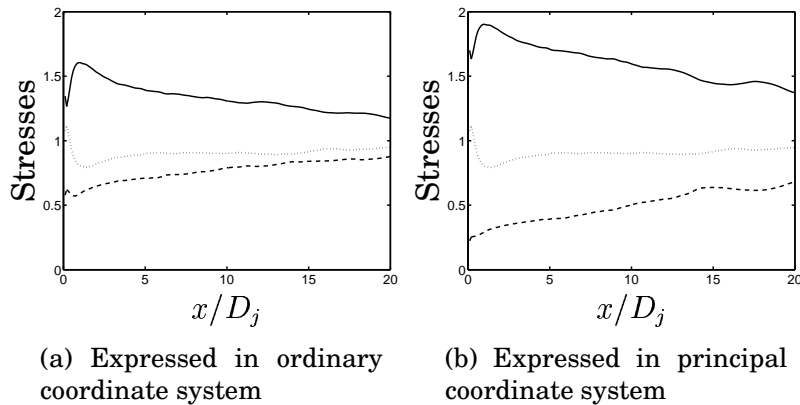 2
1.5
1
0.5
0
0
5
10
15
20
Stresses
x/D_j
(a) Expressed in ordinary
coordinate system
2
1.5
1
0.5
0
0
5
10
15
20
Stresses
x/D_j
(b) Expressed in principal
coordinate system